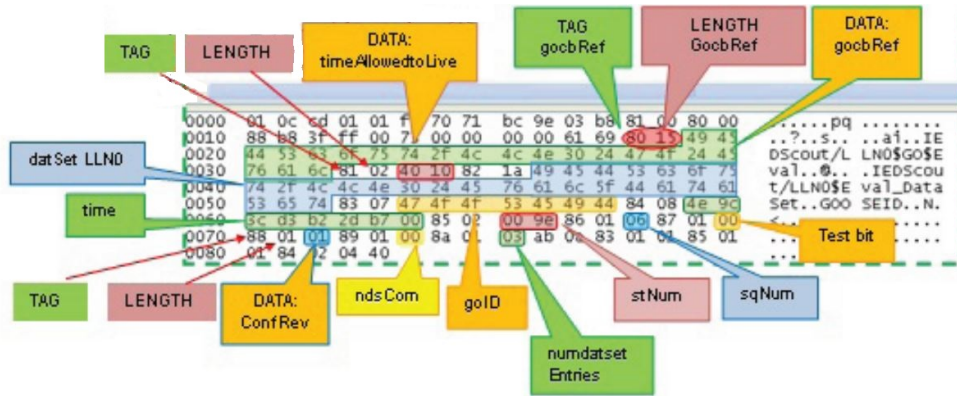 TAG
LENGTH
DATA:
timeAllowedtoLive
TAG
gocbRef
LENGTH
GocbRef
DATA:
gocbRef
0000 01 0c cd 01 01 70 71 bc 9e 03 b8 81 00 80 00 ......pq ........
0010 88 b8 3f ff 00 00 00 00 00 61 69 80 15 49 45 ..?..s... ..ai..IE
0020 44 53 63 6f 75 74 2f 4c 4c 4e 30 24 47 4f 24 45 DScout/L LN0$GO$E
0030 76 61 6c 81 02 40 10 82 1a 49 45 44 53 63 6f 75 val..@.. .IEDScou
0040 74 2f 4c 4c 4e 30 24 45 76 61 6c 5f 44 61 74 61 t/LLN0$E val_Data
0050 53 65 74 83 07 47 4f 4f 53 45 49 44 84 08 4e 9c Set..GOO SEID..N.
0060 3c d3 b2 2d b7 00 85 02 00 9e 86 01 06 87 01 00
0070 88 01 01 89 01 00 8a 01 03 ab 83 01 01 85 01
0080 01 84 02 04 40
datSet LLN0
time
TAG
LENGTH
DATA:
ConfRev
ndsCom
goID
numdatset
Entries
stNum
sqNum
Test bit